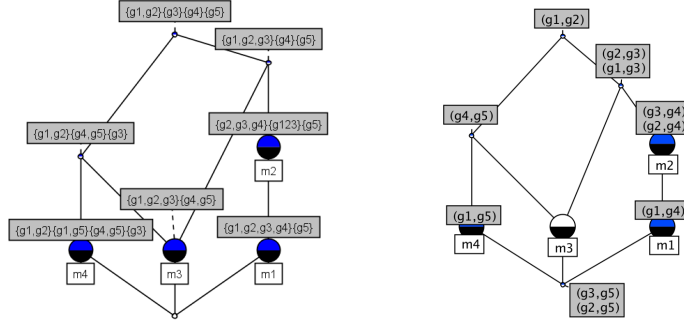 {g1,g2}{g3}{g4}{g5}
{g1,g2,g3}{g4}{g5}
{g2,g3,g4}{g123}{g5}
m2
{g1,g2}{g4,g5}{g3}
{g1,g2,g3}{g4,g5}
{g1,g2}{g1,g5}{g4,g5}{g3}
{g1,g2,g3,g4}{g5}
m4
m3
m1
(g1,g2)
(g2,g3)
(g1,g3)
(g4,g5)
(g3,g4)
(g2,g4)
m2
(g1,g5)
(g1,g4)
m4
m3
m1
(g3,g5)
(g2,g5)